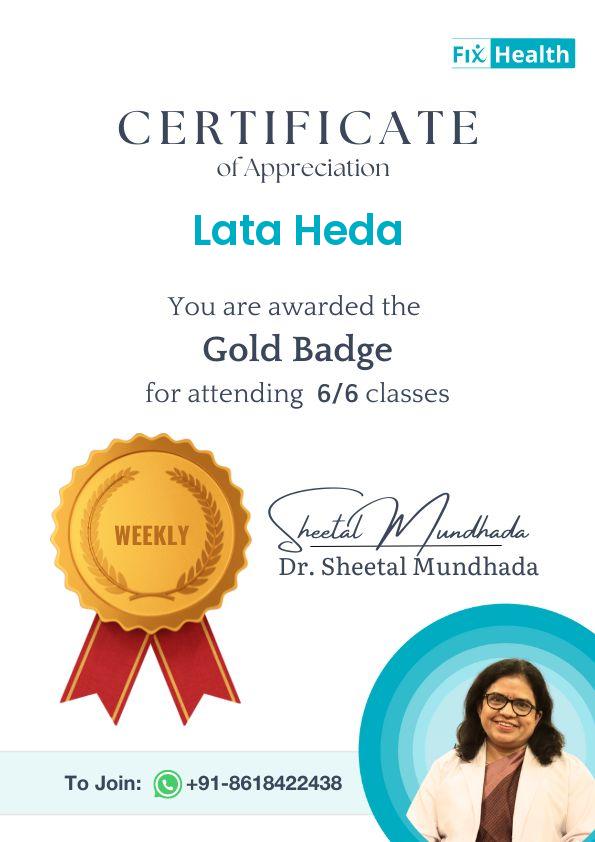 Fix Health
CERTIFICATE
of Appreciation
Lata Heda
You are awarded the
Gold Badge
for attending 6/6 classes
WEEKLY
Sheetal Mundhada
Dr. Sheetal Mundhada
To Join: +91-8618422438